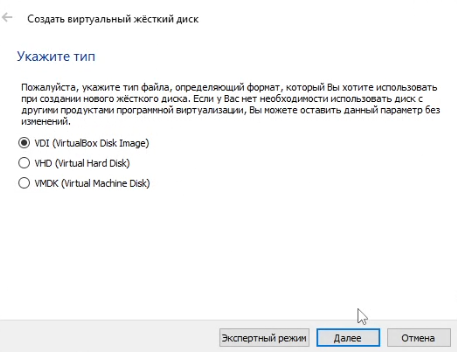 Создать виртуальный жёсткий диск
Укажите тип
Пожалуйста, укажите тип файла, определяющий формат, который Вы хотите использовать
при создании нового жёсткого диска. Если у Вас нет необходимости использовать диск с
другими продуктами программной виртуализации, Вы можете оставить данный параметр без
изменений.
VDI (VirtualBox Disk Image)
VHD (Virtual Hard Disk)
VMDK (Virtual Machine Disk)
Экспертный режим Далее Отмена